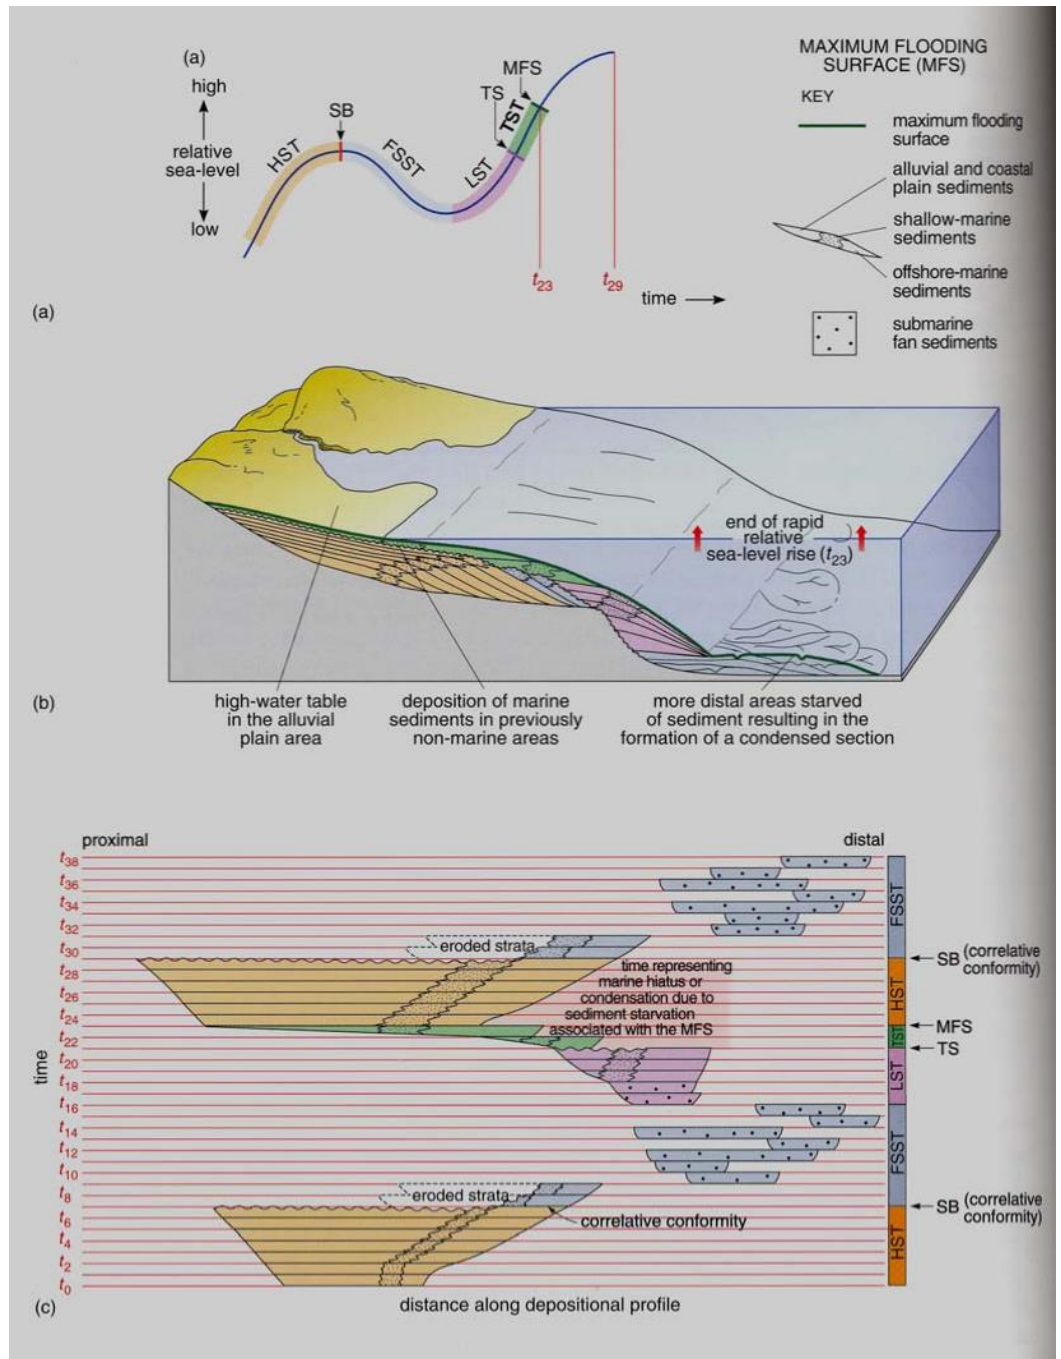 (a)
high
relative
sea-level
low
HST
SB
FSST
LST
TS
TST
MFS
t23
t29
time
(a)
MAXIMUM FLOODING
SURFACE (MFS)
KEY
maximum flooding
surface
alluvial and coastal
plain sediments
shallow-marine
sediments
offshore-marine
sediments
submarine
fan sediments
end of rapid
relative
sea-level rise (t23)
(b)
high-water table
in the alluvial
plain area
deposition of marine
sediments in previously
non-marine areas
more distal areas starved
of sediment resulting in the
formation of a condensed section
proximal
distal
t38
t36
t34
t32
t30
t28
t26
t24
t22
t20
t18
t16
t14
t12
t10
t8
t6
t4
t2
t0
time
eroded strata
time representing
marine hiatus or
condensation due to
sediment starvation
associated with the MFS
eroded strata
correlative conformity
FSST
HST
TST
LST
FSST
HST
SB (correlative
conformity)
MFS
TS
SB (correlative
conformity)
distance along depositional profile
(c)